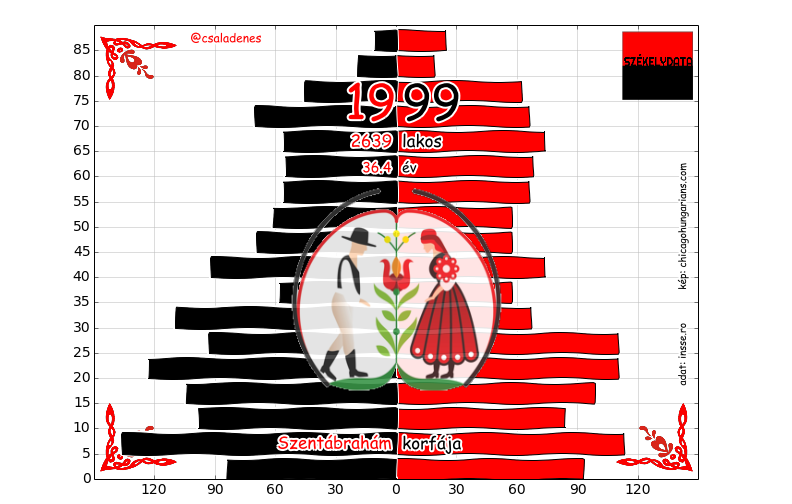 @csaladenes
SZÉKELYDATA
1999
2639 lakos
36.4 év
kép: chicagohungarians.com
adat: insse.ro
Szentábrahám korfája
85
80
75
70
65
60
55
50
45
40
35
30
25
20
15
10
5
0
120 90 60 30 0 30 60 90 120